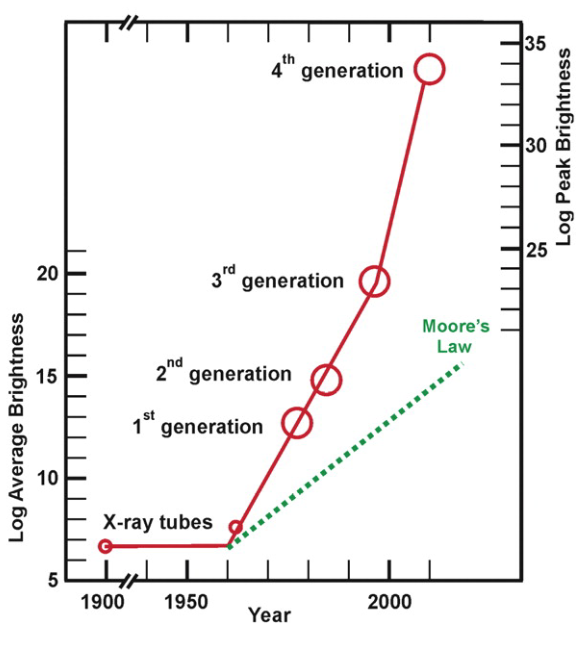 35
4th generation
30
Log Peak Brightness
25
20
3rd generation
Moore's
Law
2nd generation
15
1st generation
10
Log Average Brightness
X-ray tubes
5
1900
1950
2000
Year